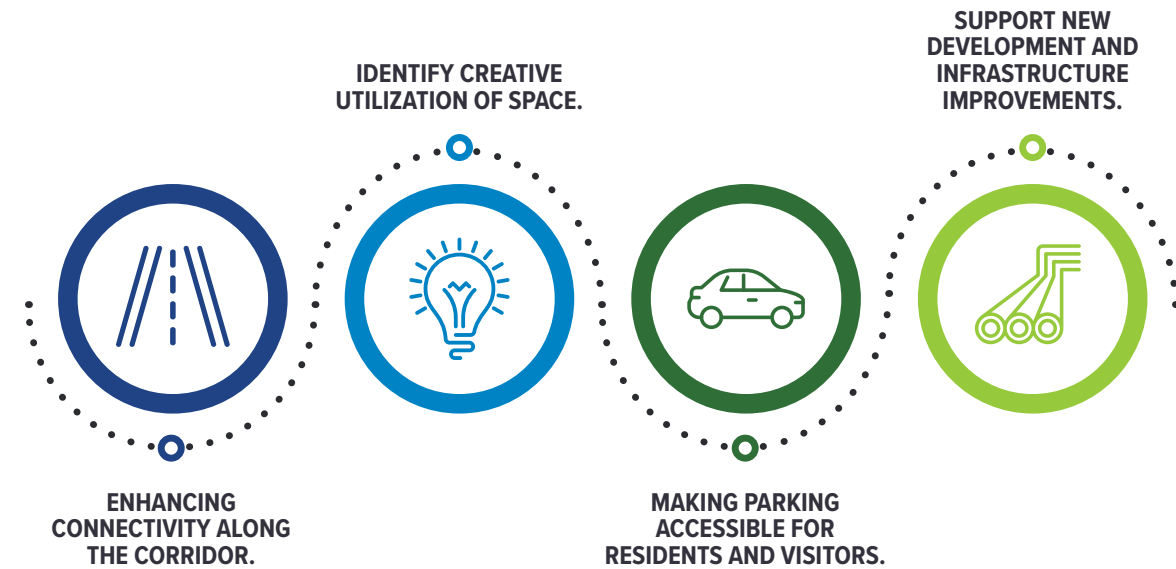 ENHANCING
CONNECTIVITY ALONG
THE CORRIDOR.
IDENTIFY CREATIVE
UTILIZATION OF SPACE.
MAKING PARKING
ACCESSIBLE FOR
RESIDENTS AND VISITORS.
SUPPORT NEW
DEVELOPMENT AND
INFRASTRUCTURE
IMPROVEMENTS.